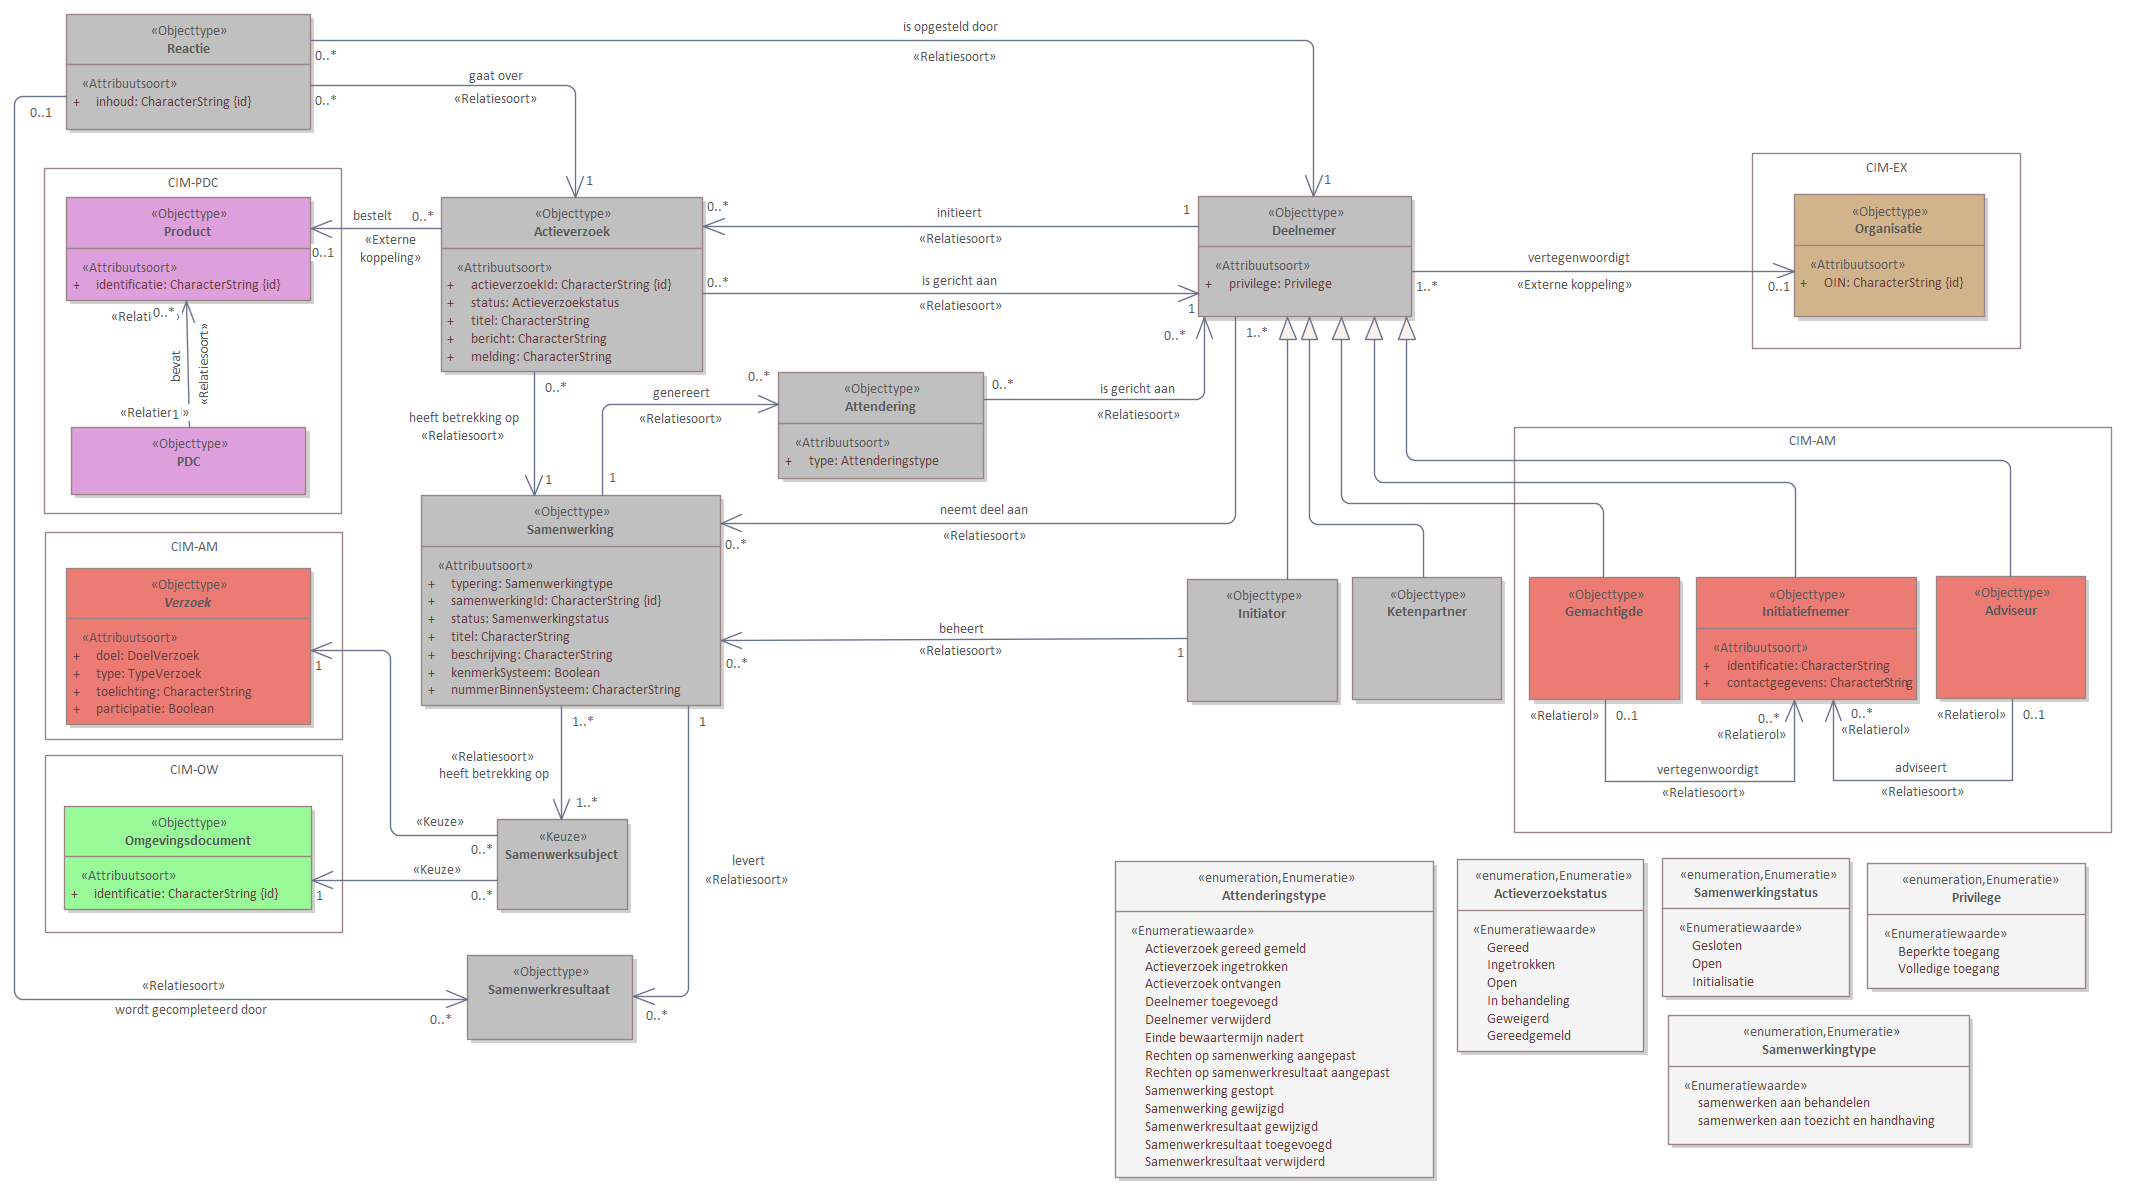 «Objecttype»
Reactie
«Attribuutsoort»
+ inhoud: CharacterString {id}
0..1
0..*
0..*
is opgesteld door
«Relatiesoort»
gaat over
«Relatiesoort»
1
1
CIM-PDC
«Objecttype»
Product
«Attribuutsoort»
+ identificatie: CharacterString {id}
bestelt
0..*
«Externe
koppeling»
0..1
«Relati
0..*
bevat
«Relatiesoort»
«Relatier
1
»
«Objecttype»
PDC
«Objecttype»
Actieverzoek
«Attribuutsoort»
+ actieverzoekId: CharacterString {id}
+ status: Actieverzoekstatus
+ titel: CharacterString
+ bericht: CharacterString
+ melding: CharacterString
0..*
initieert
1
«Relatiesoort»
0..*
is gericht aan
«Relatiesoort»
1
«Objecttype»
Deelnemer
«Attribuutsoort»
+ privilege: Privilege
vertegenwoordigt
«Externe koppeling»
1..*
0..1
CIM-EX
«Objecttype»
Organisatie
«Attribuutsoort»
+ OIN: CharacterString {id}
0..*
heeft betrekking op
«Relatiesoort»
1
genereert
«Relatiesoort»
0..*
1
«Objecttype»
Attendering
«Attribuutsoort»
+ type: Attenderingstype
0..*
is gericht aan
«Relatiesoort»
0..*
1..*
neemt deel aan
«Relatiesoort»
0..*
CIM-AM
«Objecttype»
Verzoek
«Attribuutsoort»
+ doel: DoelVerzoek
+ type: TypeVerzoek
+ toelichting: CharacterString
+ participatie: Boolean
1
«Objecttype»
Samenwerking
«Attribuutsoort»
+ typering: Samenwerkingtype
+ samenwerkingId: CharacterString {id}
+ status: Samenwerkingstatus
+ titel: CharacterString
+ beschrijving: CharacterString
+ kenmerkSysteem: Boolean
+ nummerBinnenSysteem: CharacterString
beheert
«Relatiesoort»
0..*
1
«Objecttype»
Initiator
«Objecttype»
Ketenpartner
CIM-AM
«Objecttype»
Gemachtigde
«Objecttype»
Initiatiefnemer
«Attribuutsoort»
+ identificatie: CharacterString
+ contactgegevens: CharacterString
«Objecttype»
Adviseur
«Relatierol»
0..1
0..*
«Relatierol»
0..*
«Relatierol»
«Relatierol»
0..1
vertegenwoordigt
«Relatiesoort»
adviseert
«Relatiesoort»
1..*
1
«Relatiesoort»
heeft betrekking op
1..*
CIM-OW
«Objecttype»
Omgevingsdocument
«Attribuutsoort»
+ identificatie: CharacterString {id}
1
«Keuze»
0..*
«Keuze»
0..*
«Keuze»
Samenwerksubject
levert
«Relatiesoort»
«Objecttype»
Samenwerkresultaat
0..*
«Relatiesoort»
wordt gecompleteerd door
0..*
«enumeration,Enumeratie»
Attenderingstype
«Enumeratiewaarde»
Actieverzoek gereed gemeld
Actieverzoek ingetrokken
Actieverzoek ontvangen
Deelnemer toegevoegd
Deelnemer verwijderd
Einde bewaartermijn nadert
Rechten op samenwerking aangepast
Rechten op samenwerkresultaat aangepast
Samenwerking gestopt
Samenwerking gewijzigd
Samenwerkresultaat gewijzigd
Samenwerkresultaat toegevoegd
Samenwerkresultaat verwijderd
«enumeration,Enumeratie»
Actieverzoekstatus
«Enumeratiewaarde»
Gereed
Ingetrokken
Open
In behandeling
Geweigerd
Gereedgemeld
«enumeration,Enumeratie»
Samenwerkingstatus
«Enumeratiewaarde»
Gesloten
Open
Initialisatie
«enumeration,Enumeratie»
Privilege
«Enumeratiewaarde»
Beperkte toegang
Volledige toegang
«enumeration,Enumeratie»
Samenwerkingtype
«Enumeratiewaarde»
samenwerken aan behandelen
samenwerken aan toezicht en handhaving